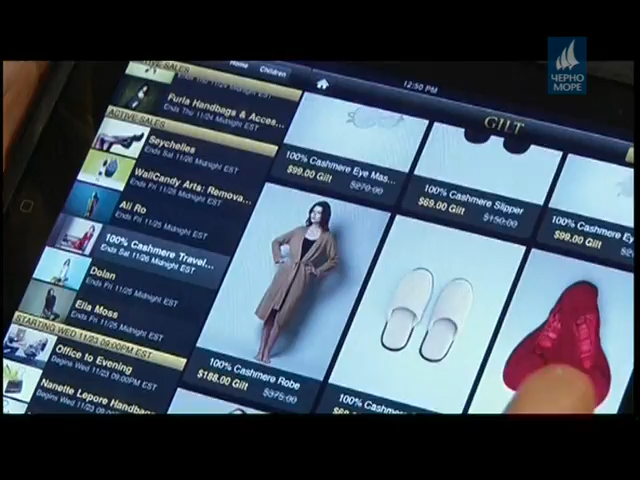 ЧЕРНО
МОРЕ
Home
Children
12:50 PM
ACTIVE SALES
Furla Handbags & Acces...
Ends Thu 11/24 Midnight EST
ACTIVE SALES
Seychelles
Ends Sat 11/26 Midnight EST
WallCandy Arts: Remova...
Ends Fri 11/25 Midnight EST
Ali Ro
Ends Fri 11/25 Midnight EST
100% Cashmere Travel...
Ends Sat 11/26 Midnight EST
Dolan
Ends Fri 11/25 Midnight EST
Ella Moss
Ends Fri 11/25 Midnight EST
STARTING WED 11/23 09:00PM EST
Office to Evening
Begins Wed 11/23 09:00PM EST
Nanette Lepore Handbags
Begins Wed 11/23 09:00PM EST
GILT
100% Cashmere Eye Mas...
$99.00 Gilt $270.00
100% Cashmere Slipper
$69.00 Gilt $150.00
100% Cashmere Ey
$99.00 Gilt
100% Cashmere Robe
$188.00 Gilt $375.00
100% Cashmere